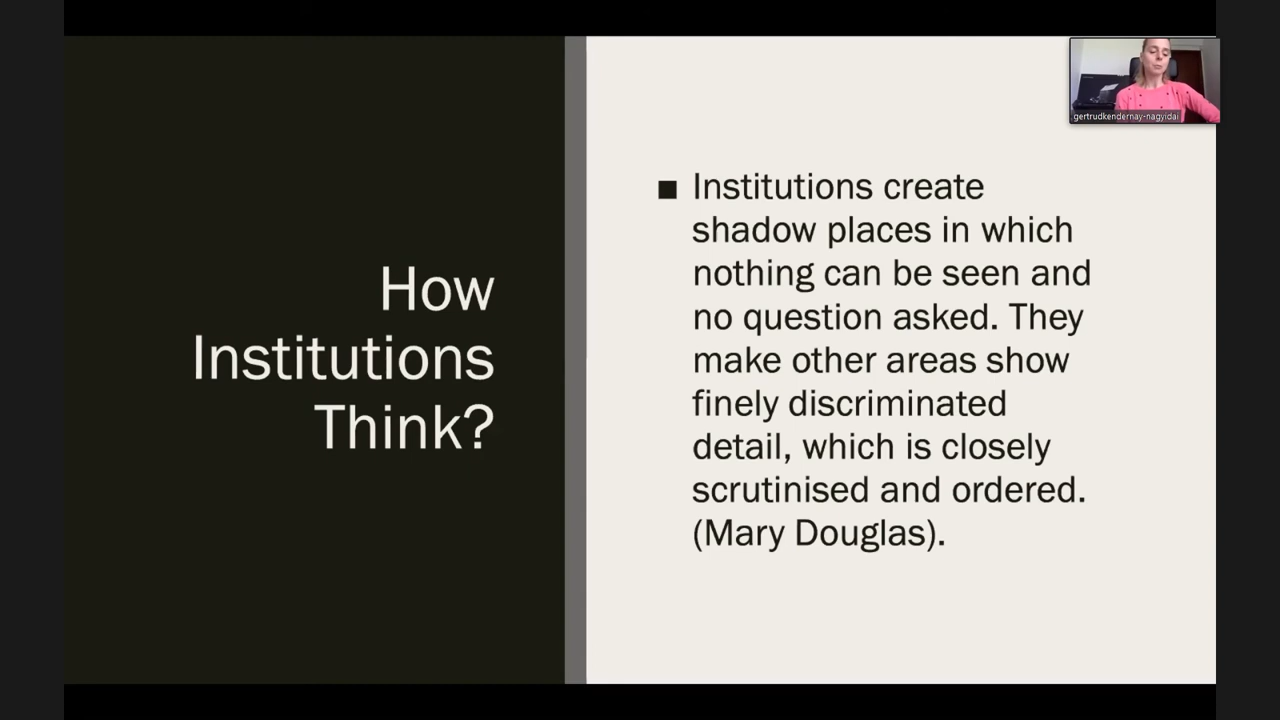 How
Institutions
Think?
■ Institutions create
shadow places in which
nothing can be seen and
no question asked. They
make other areas show
finely discriminated
detail, which is closely
scrutinised and ordered.
(Mary Douglas).
gertrudkendernay-nagyidai